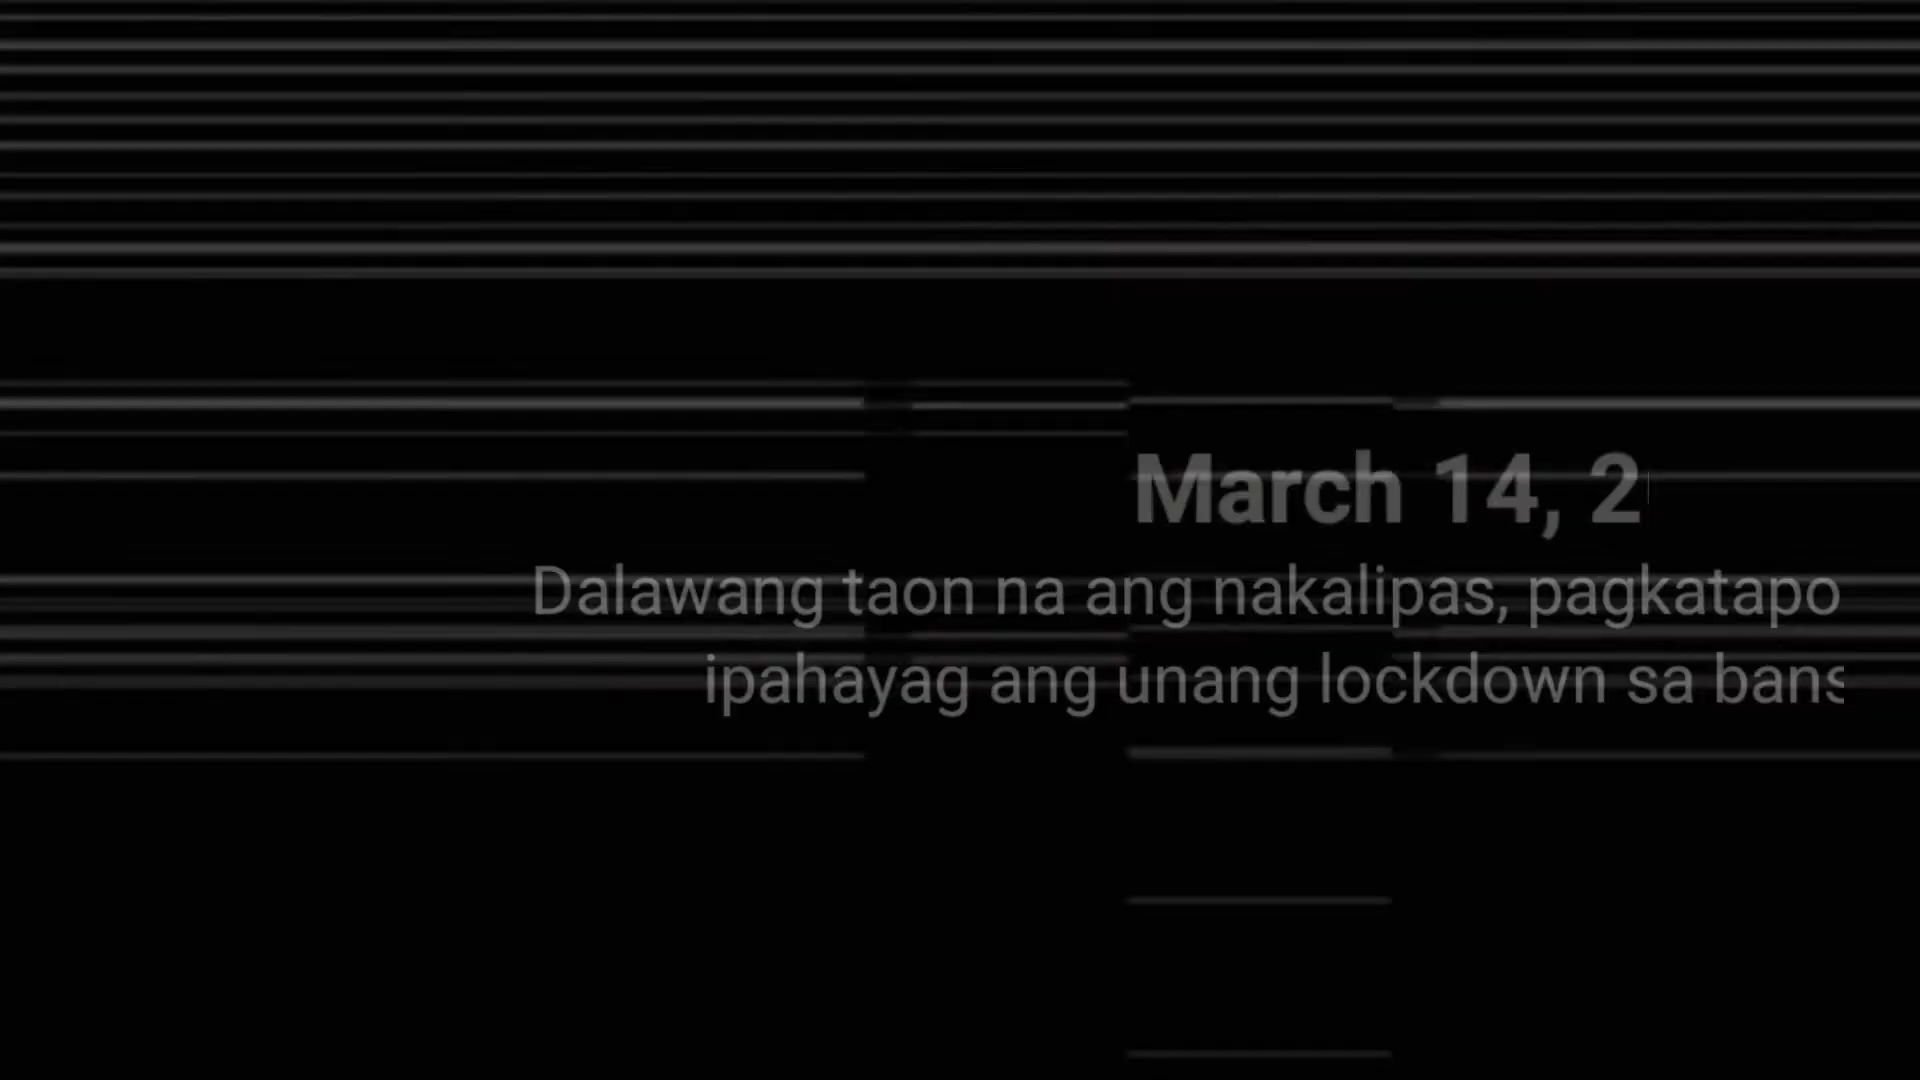 March 14, 2
Dalawang taon na ang nakalipas, pagkatapo
ipahayag ang unang lockdown sa bans